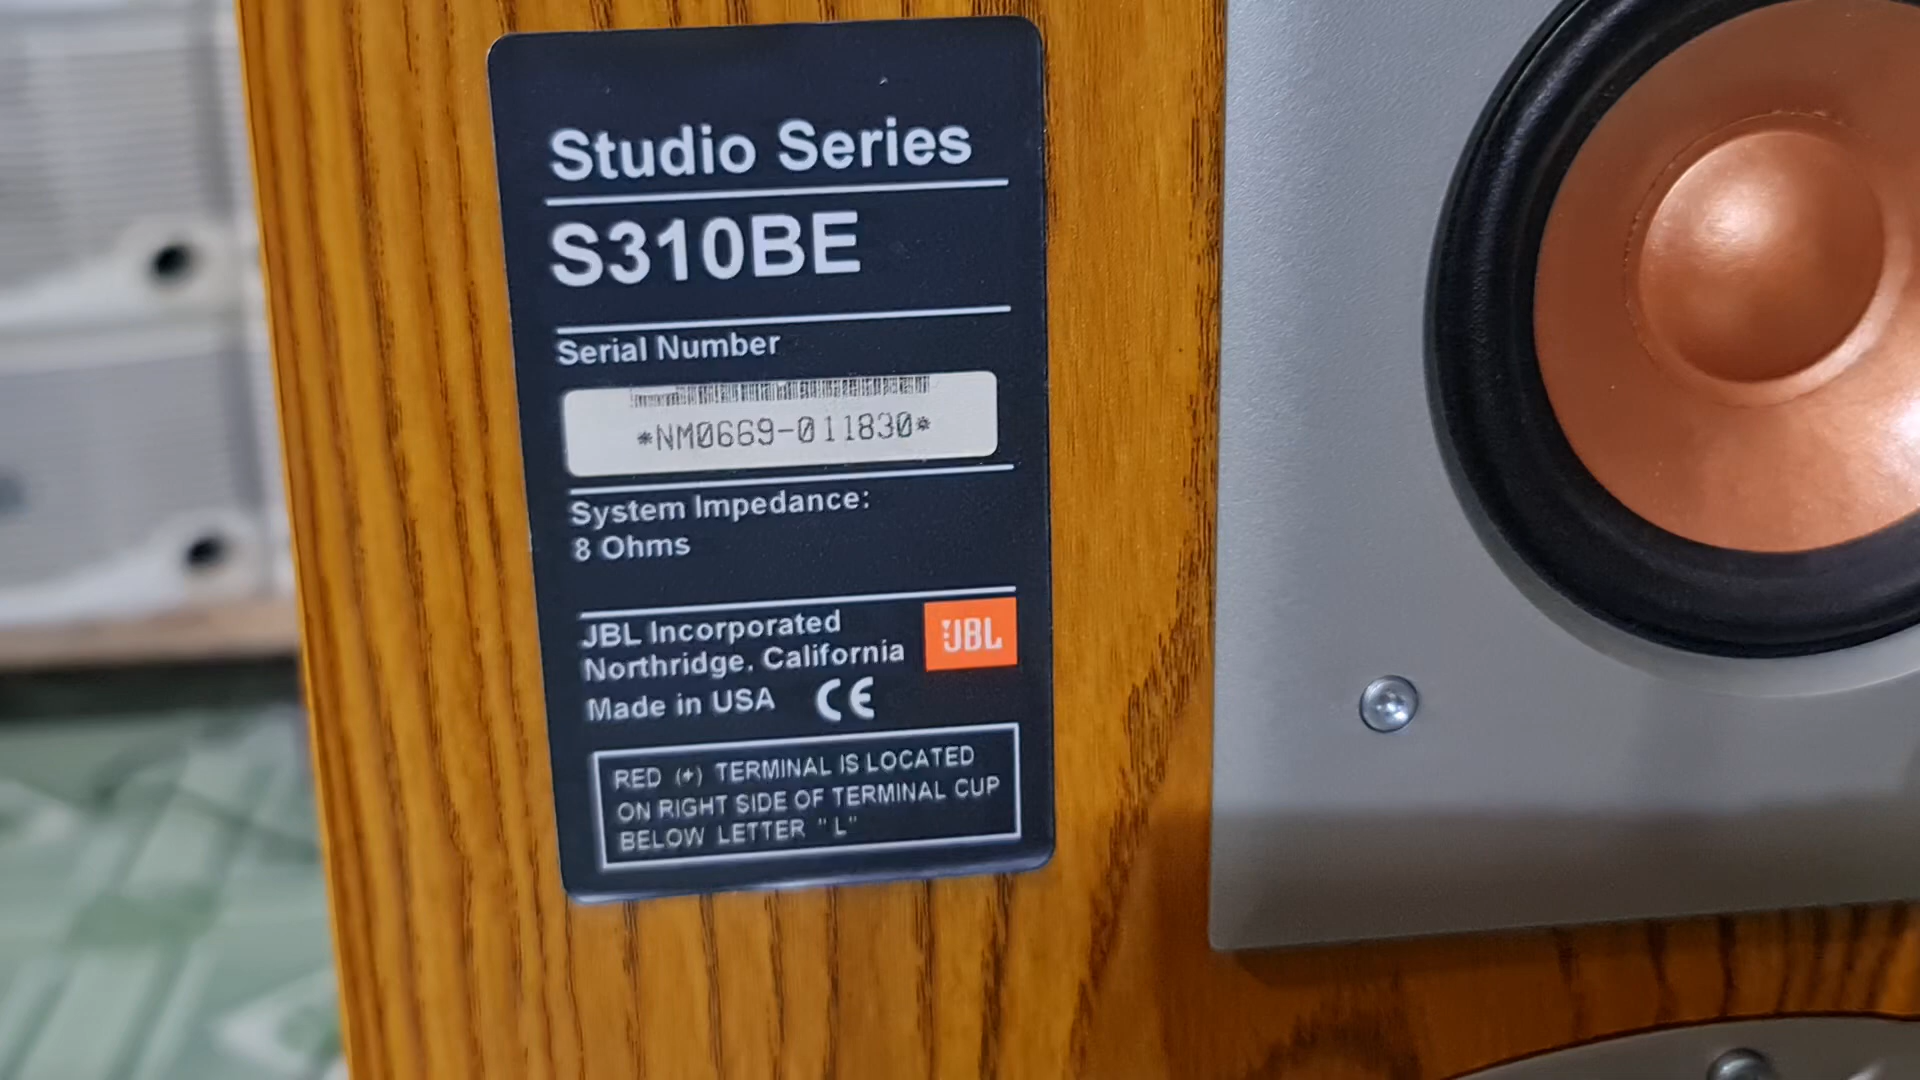 Studio Series
S310BE
Serial Number
*NM0669-011830*
System Impedance:
8 Ohms
JBL Incorporated
Northridge, California
JBL
Made in USA CE
RED (+) TERMINAL IS LOCATED
ON RIGHT SIDE OF TERMINAL CUP
BELOW LETTER "L"